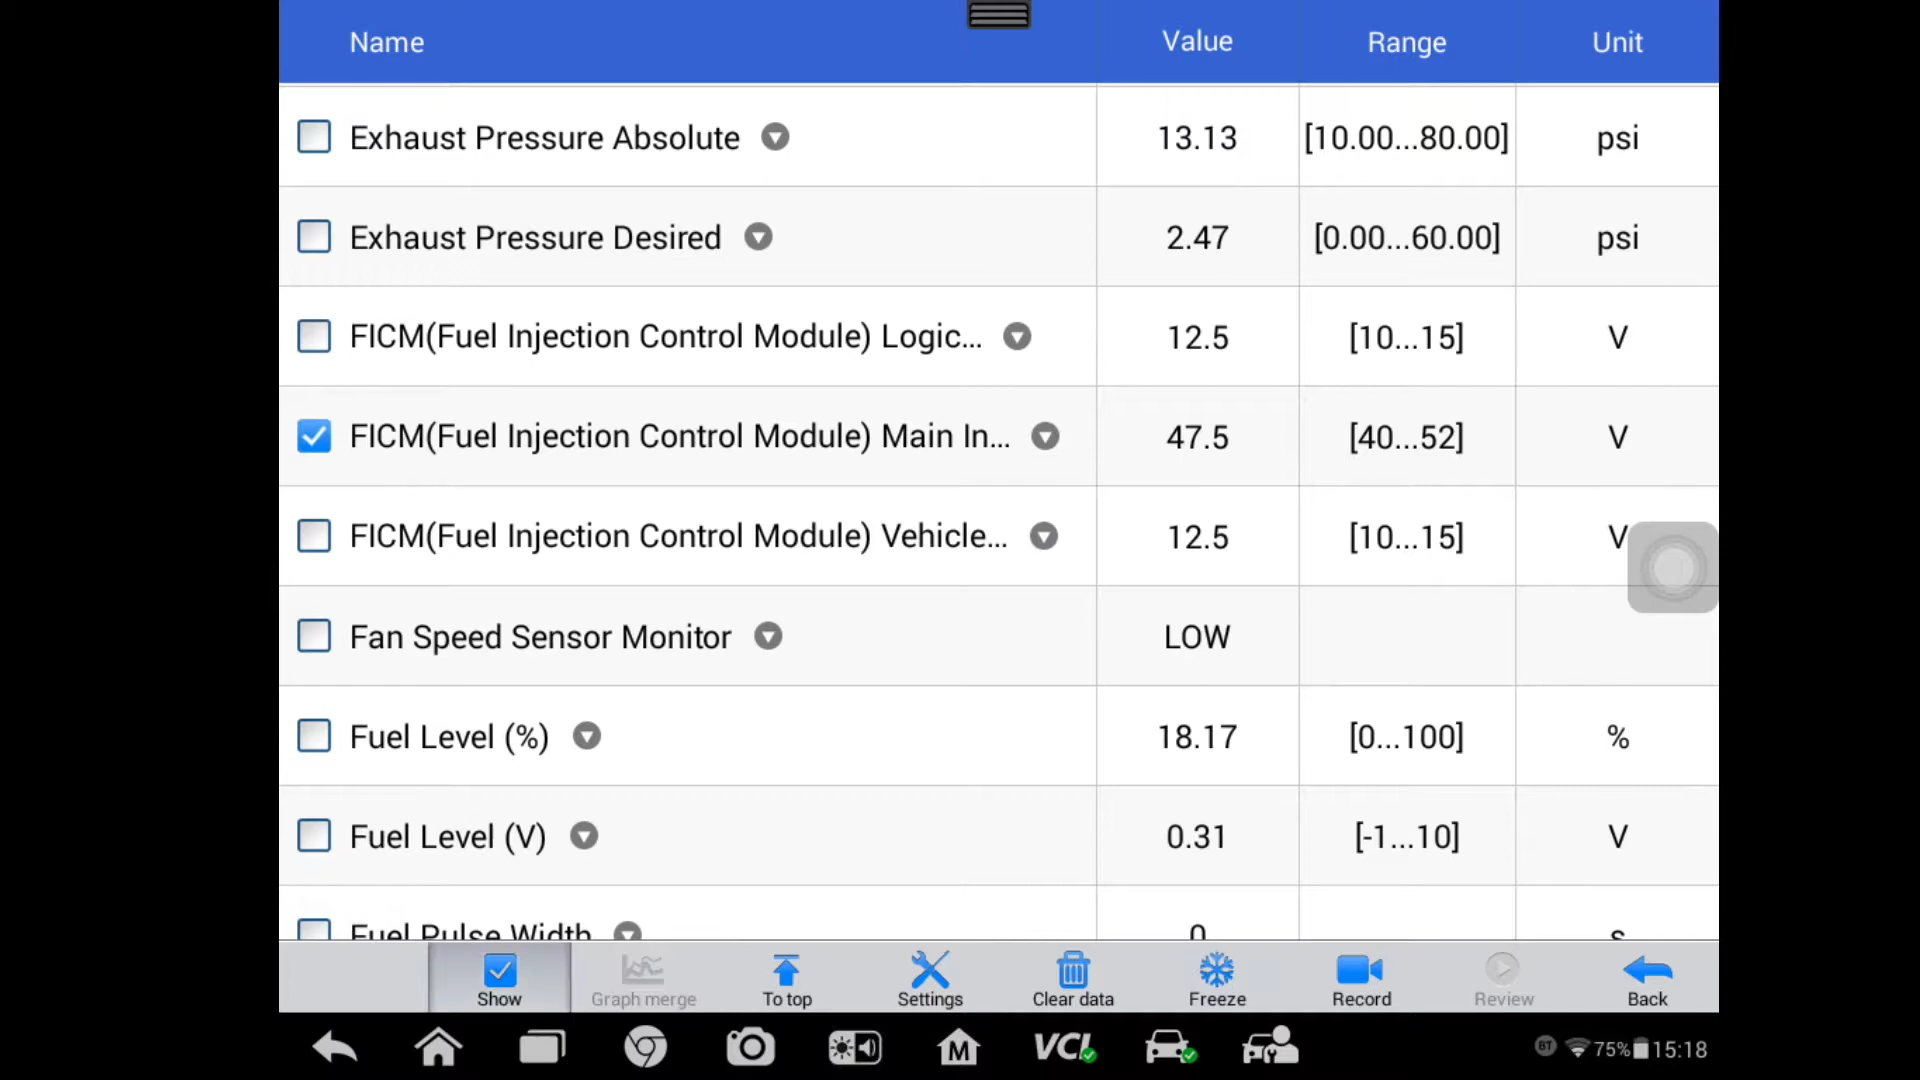 Name Value Range Unit
Exhaust Pressure Absolute 13.13 [10.00...80.00] psi
Exhaust Pressure Desired 2.47 [0.00...60.00] psi
FICM(Fuel Injection Control Module) Logic... 12.5 [10...15] V
FICM(Fuel Injection Control Module) Main In... 47.5 [40...52] V
FICM(Fuel Injection Control Module) Vehicle... 12.5 [10...15] V
Fan Speed Sensor Monitor LOW
Fuel Level (%) 18.17 [0...100] %
Fuel Level (V) 0.31 [-1...10] V
Fuel Pulse Width 0 s
Show Graph merge To top Settings Clear data Freeze Record Review Back
M VCI BT 75% 15:18